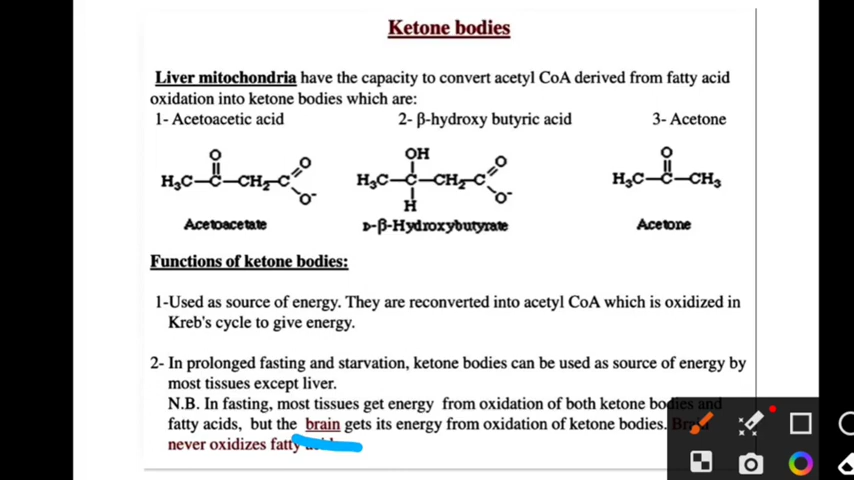 Ketone bodies
Liver mitochondria have the capacity to convert acetyl CoA derived from fatty acid
oxidation into ketone bodies which are:
1- Acetoacetic acid 2- β-hydroxy butyric acid 3- Acetone
O OH O
H₃C—C—CH₂—C O O⁻ H₃C—C—CH₂—C O O⁻ H₃C—C—CH₃
H
Acetoacetate D-β-Hydroxybutyrate Acetone
Functions of ketone bodies:
1-Used as source of energy. They are reconverted into acetyl CoA which is oxidized in
Kreb's cycle to give energy.
2- In prolonged fasting and starvation, ketone bodies can be used as source of energy by
most tissues except liver.
N.B. In fasting, most tissues get energy from oxidation of both ketone bodies and
fatty acids, but the brain gets its energy from oxidation of ketone bodies.
never oxidizes fatty